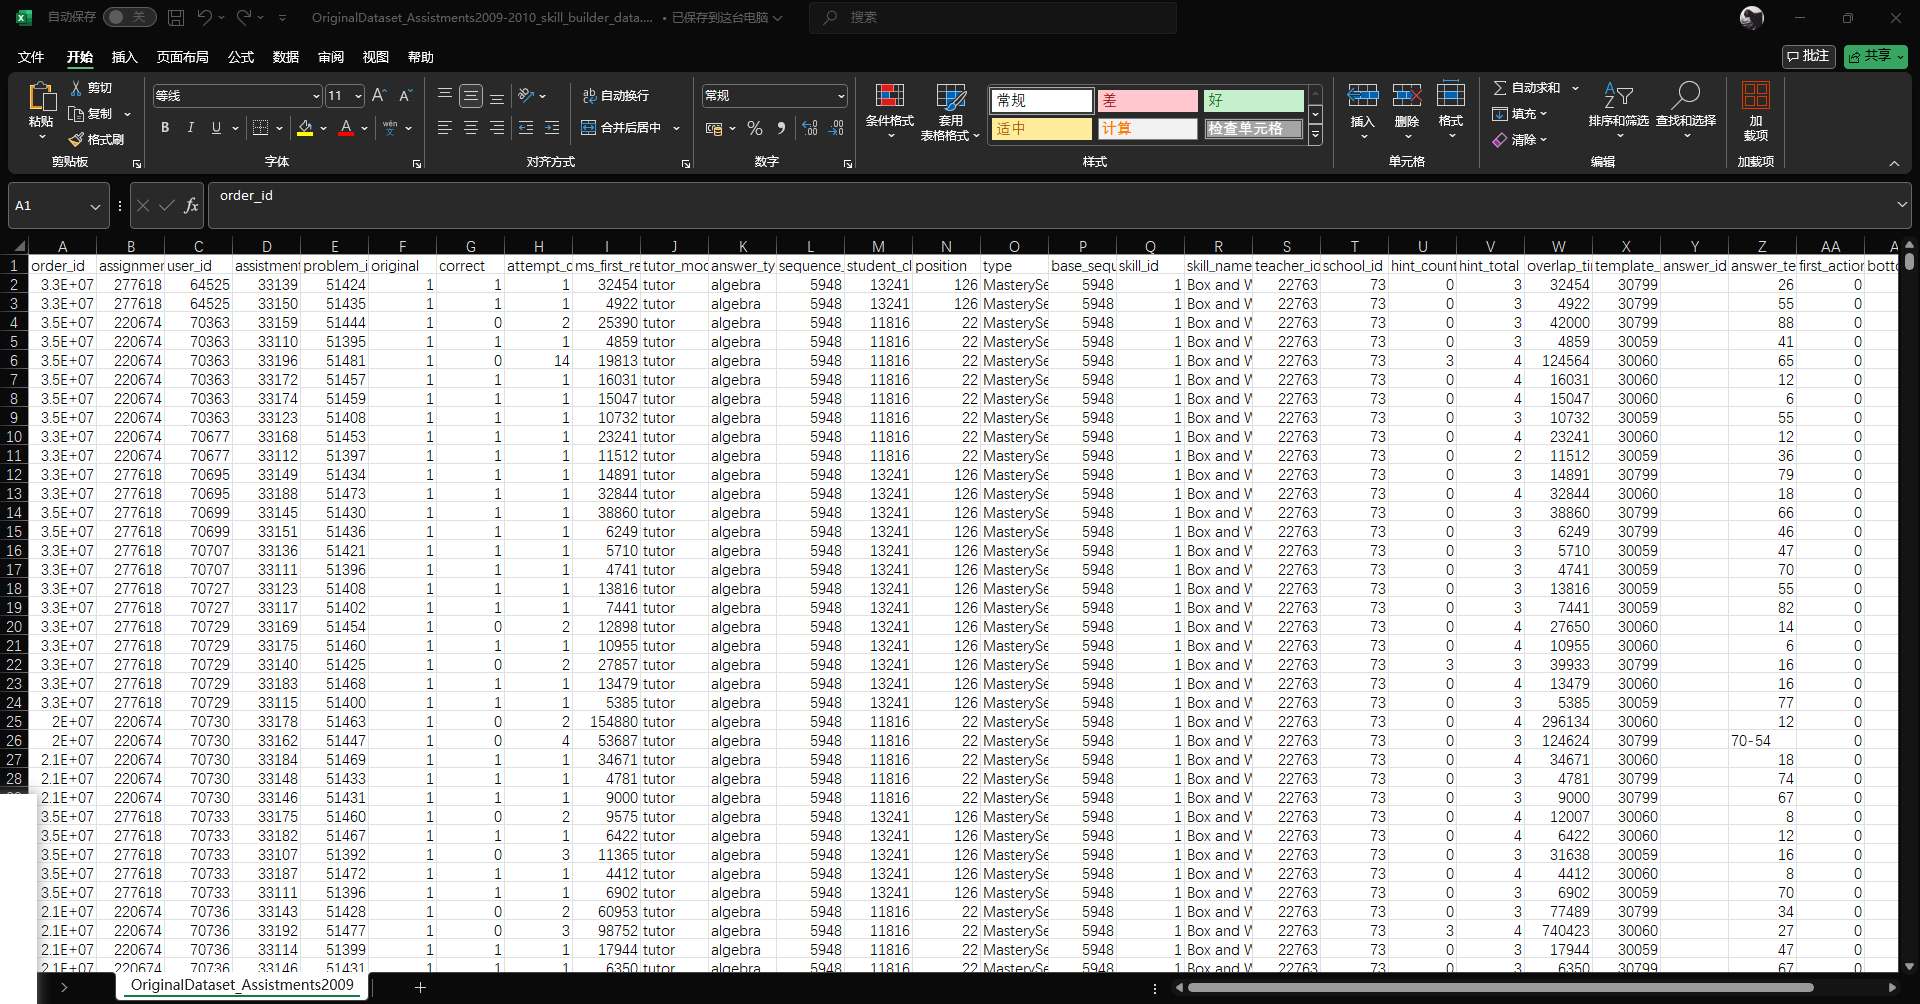 自动保存 关 OriginalDataset_Assistments2009-2010_skill_builder_data.... • 已保存到这台电脑 搜索
文件 开始 插入 页面布局 公式 数据 审阅 视图 帮助 批注 共享
粘贴 剪切 复制 格式刷 剪贴板
等线 11 A A B I U A wén 字体
自动换行 合并后居中 对齐方式
常规 % 数字
条件格式 套用 表格格式 常规 差 好 适中 计算 检查单元格 样式
插入 删除 格式 单元格
自动求和 填充 清除 排序和筛选 查找和选择 编辑
加载项 加载项
A1 fx order_id
A B C D E F G H I J K L M N O P Q R S T U V W X Y Z AA
1 order_id assignmen user_id assistment problem_i original correct attempt_c ms_first_re tutor_mod answer_ty sequence_ student_cl position type base_sequ skill_id skill_name teacher_id school_id hint_count hint_total overlap_ti template_ answer_id answer_te first_action botto
2 3.3E+07 277618 64525 33139 51424 1 1 1 32454 tutor algebra 5948 13241 126 MasterySe 5948 1 Box and W 22763 73 0 3 32454 30799 26 0
3 3.3E+07 277618 64525 33150 51435 1 1 1 4922 tutor algebra 5948 13241 126 MasterySe 5948 1 Box and W 22763 73 0 3 4922 30799 55 0
4 3.5E+07 220674 70363 33159 51444 1 0 2 25390 tutor algebra 5948 11816 22 MasterySe 5948 1 Box and W 22763 73 0 3 42000 30799 88 0
5 3.5E+07 220674 70363 33110 51395 1 1 1 4859 tutor algebra 5948 11816 22 MasterySe 5948 1 Box and W 22763 73 0 3 4859 30059 41 0
6 3.5E+07 220674 70363 33196 51481 1 0 14 19813 tutor algebra 5948 11816 22 MasterySe 5948 1 Box and W 22763 73 3 4 124564 30060 65 0
7 3.5E+07 220674 70363 33172 51457 1 1 1 16031 tutor algebra 5948 11816 22 MasterySe 5948 1 Box and W 22763 73 0 4 16031 30060 12 0
8 3.5E+07 220674 70363 33174 51459 1 1 1 15047 tutor algebra 5948 11816 22 MasterySe 5948 1 Box and W 22763 73 0 4 15047 30060 6 0
9 3.5E+07 220674 70363 33123 51408 1 1 1 10732 tutor algebra 5948 11816 22 MasterySe 5948 1 Box and W 22763 73 0 3 10732 30059 55 0
10 3.3E+07 220674 70677 33168 51453 1 1 1 23241 tutor algebra 5948 11816 22 MasterySe 5948 1 Box and W 22763 73 0 4 23241 30060 12 0
11 3.3E+07 220674 70677 33112 51397 1 1 1 11512 tutor algebra 5948 11816 22 MasterySe 5948 1 Box and W 22763 73 0 2 11512 30059 36 0
12 3.3E+07 277618 70695 33149 51434 1 1 1 14891 tutor algebra 5948 13241 126 MasterySe 5948 1 Box and W 22763 73 0 3 14891 30799 79 0
13 3.3E+07 277618 70695 33188 51473 1 1 1 32844 tutor algebra 5948 13241 126 MasterySe 5948 1 Box and W 22763 73 0 4 32844 30060 18 0
14 3.5E+07 277618 70699 33145 51430 1 1 1 38860 tutor algebra 5948 13241 126 MasterySe 5948 1 Box and W 22763 73 0 3 38860 30799 66 0
15 3.5E+07 277618 70699 33151 51436 1 1 1 6249 tutor algebra 5948 13241 126 MasterySe 5948 1 Box and W 22763 73 0 3 6249 30799 46 0
16 3.3E+07 277618 70707 33136 51421 1 1 1 5710 tutor algebra 5948 13241 126 MasterySe 5948 1 Box and W 22763 73 0 3 5710 30059 47 0
17 3.3E+07 277618 70707 33111 51396 1 1 1 4741 tutor algebra 5948 13241 126 MasterySe 5948 1 Box and W 22763 73 0 3 4741 30059 70 0
18 3.3E+07 277618 70727 33123 51408 1 1 1 13816 tutor algebra 5948 13241 126 MasterySe 5948 1 Box and W 22763 73 0 3 13816 30059 55 0
19 3.3E+07 277618 70727 33117 51402 1 1 1 7441 tutor algebra 5948 13241 126 MasterySe 5948 1 Box and W 22763 73 0 3 7441 30059 82 0
20 3.3E+07 277618 70729 33169 51454 1 0 2 12898 tutor algebra 5948 13241 126 MasterySe 5948 1 Box and W 22763 73 0 4 27650 30060 14 0
21 3.3E+07 277618 70729 33175 51460 1 1 1 10955 tutor algebra 5948 13241 126 MasterySe 5948 1 Box and W 22763 73 0 4 10955 30060 6 0
22 3.3E+07 277618 70729 33140 51425 1 0 2 27857 tutor algebra 5948 13241 126 MasterySe 5948 1 Box and W 22763 73 3 3 39933 30799 16 0
23 3.3E+07 277618 70729 33183 51468 1 1 1 13479 tutor algebra 5948 13241 126 MasterySe 5948 1 Box and W 22763 73 0 4 13479 30060 16 0
24 3.3E+07 277618 70729 33115 51400 1 1 1 5385 tutor algebra 5948 13241 126 MasterySe 5948 1 Box and W 22763 73 0 3 5385 30059 77 0
25 2E+07 220674 70730 33178 51463 1 0 2 154880 tutor algebra 5948 11816 22 MasterySe 5948 1 Box and W 22763 73 0 4 296134 30060 12 0
26 2E+07 220674 70730 33162 51447 1 0 4 53687 tutor algebra 5948 11816 22 MasterySe 5948 1 Box and W 22763 73 0 3 124624 30799 70-54 0
27 2.1E+07 220674 70730 33184 51469 1 1 1 34671 tutor algebra 5948 11816 22 MasterySe 5948 1 Box and W 22763 73 0 4 34671 30060 18 0
28 2.1E+07 220674 70730 33148 51433 1 1 1 4781 tutor algebra 5948 11816 22 MasterySe 5948 1 Box and W 22763 73 0 3 4781 30799 74 0
2.1E+07 220674 70730 33146 51431 1 1 1 9000 tutor algebra 5948 11816 22 MasterySe 5948 1 Box and W 22763 73 0 3 9000 30799 67 0
3.5E+07 277618 70733 33175 51460 1 0 2 9575 tutor algebra 5948 13241 126 MasterySe 5948 1 Box and W 22763 73 0 4 12007 30060 8 0
3.5E+07 277618 70733 33182 51467 1 1 1 6422 tutor algebra 5948 13241 126 MasterySe 5948 1 Box and W 22763 73 0 4 6422 30060 12 0
3.5E+07 277618 70733 33107 51392 1 0 3 11365 tutor algebra 5948 13241 126 MasterySe 5948 1 Box and W 22763 73 0 3 31638 30059 16 0
3.5E+07 277618 70733 33187 51472 1 1 1 4412 tutor algebra 5948 13241 126 MasterySe 5948 1 Box and W 22763 73 0 4 4412 30060 8 0
3.5E+07 277618 70733 33111 51396 1 1 1 6902 tutor algebra 5948 13241 126 MasterySe 5948 1 Box and W 22763 73 0 3 6902 30059 70 0
2.1E+07 220674 70736 33143 51428 1 0 2 60953 tutor algebra 5948 11816 22 MasterySe 5948 1 Box and W 22763 73 0 3 77489 30799 34 0
2.1E+07 220674 70736 33192 51477 1 0 3 98752 tutor algebra 5948 11816 22 MasterySe 5948 1 Box and W 22763 73 3 4 740423 30060 27 0
2.1E+07 220674 70736 33114 51399 1 1 1 17944 tutor algebra 5948 11816 22 MasterySe 5948 1 Box and W 22763 73 0 3 17944 30059 47 0
2.1E+07 220674 70736 33146 51431 1 1 1 6350 tutor algebra 5948 11816 22 MasterySe 5948 1 Box and W 22763 73 0 3 6350 30799 67 0
OriginalDataset_Assistments2009